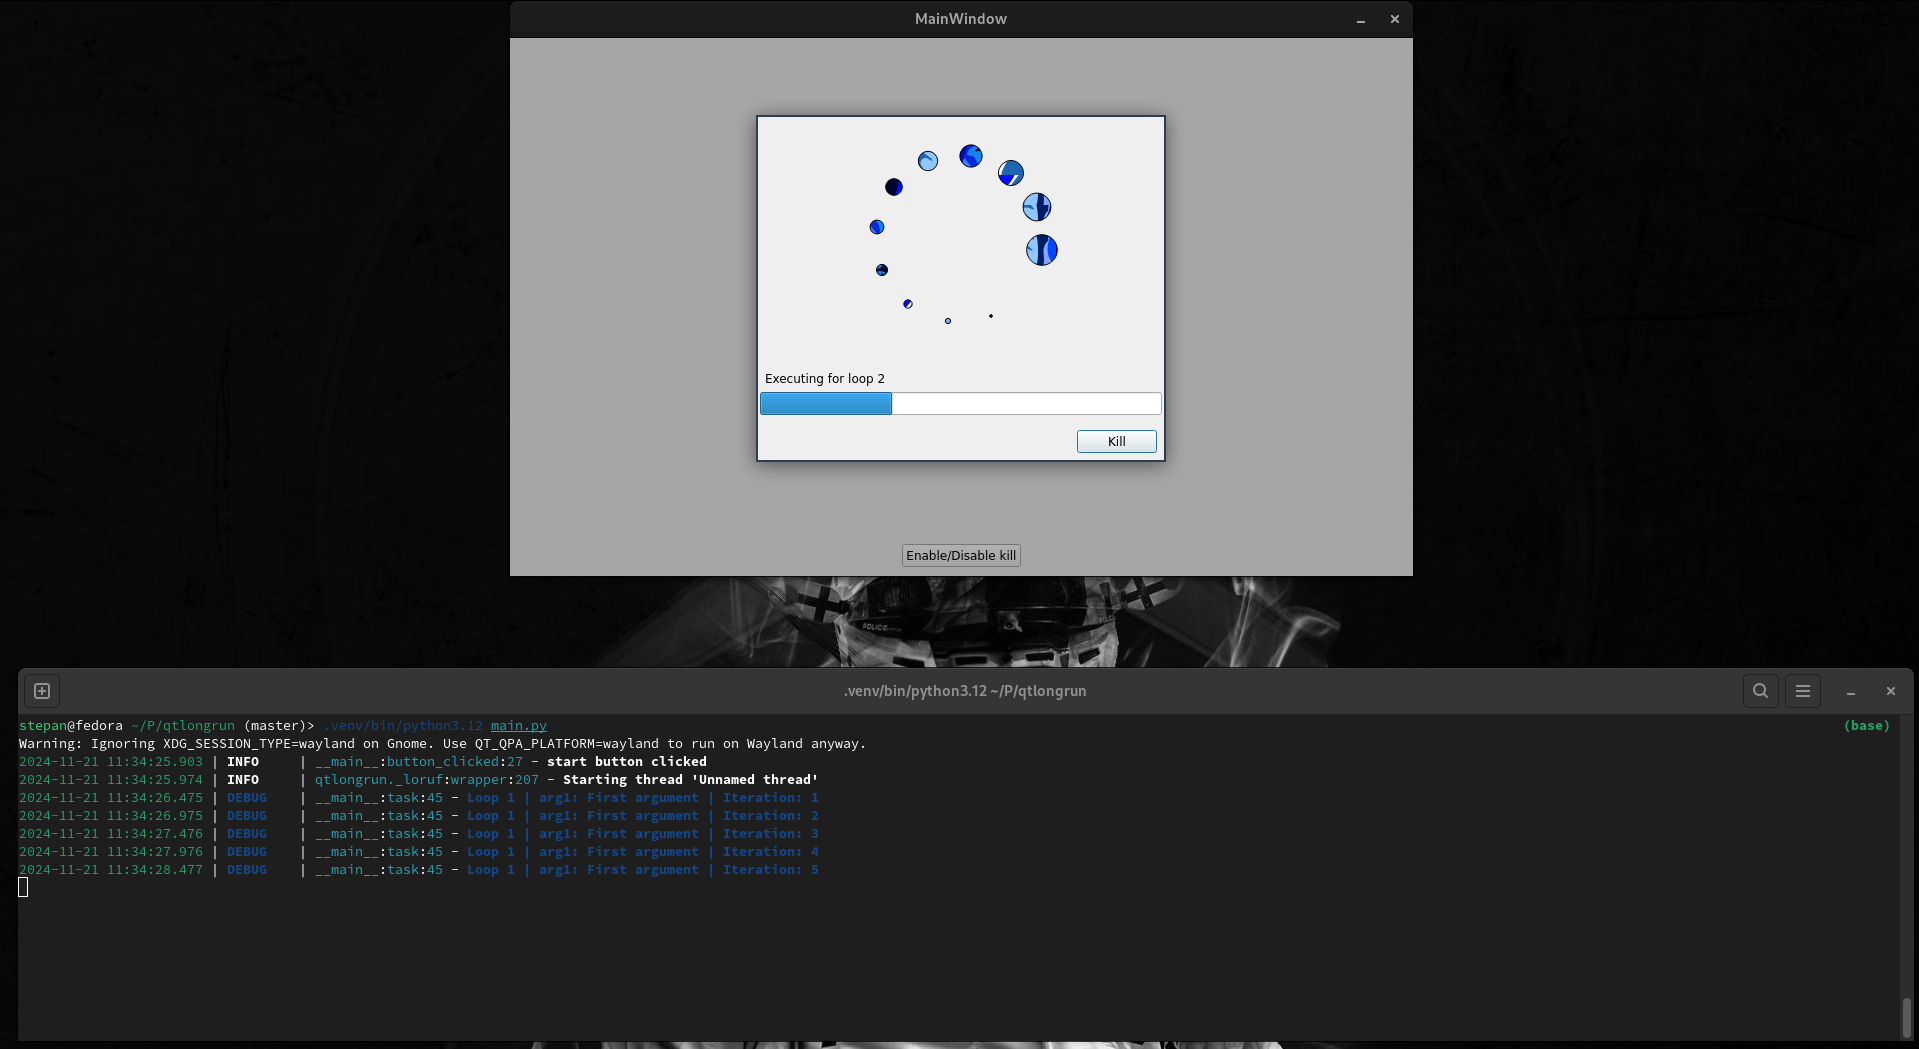 MainWindow
Executing for loop 2
Kill
Enable/Disable kill
POLICE
.venv/bin/python3.12 ~/P/qtlongrun
stepan@fedora ~/P/qtlongrun (master)> .venv/bin/python3.12 main.py (base)
Warning: Ignoring XDG_SESSION_TYPE=wayland on Gnome. Use QT_QPA_PLATFORM=wayland to run on Wayland anyway.
2024-11-21 11:34:25.903 | INFO     | __main__:button_clicked:27 - start button clicked
2024-11-21 11:34:25.974 | INFO     | qtlongrun._loruf:wrapper:207 - Starting thread 'Unnamed thread'
2024-11-21 11:34:26.475 | DEBUG    | __main__:task:45 - Loop 1 | arg1: First argument | Iteration: 1
2024-11-21 11:34:26.975 | DEBUG    | __main__:task:45 - Loop 1 | arg1: First argument | Iteration: 2
2024-11-21 11:34:27.476 | DEBUG    | __main__:task:45 - Loop 1 | arg1: First argument | Iteration: 3
2024-11-21 11:34:27.976 | DEBUG    | __main__:task:45 - Loop 1 | arg1: First argument | Iteration: 4
2024-11-21 11:34:28.477 | DEBUG    | __main__:task:45 - Loop 1 | arg1: First argument | Iteration: 5